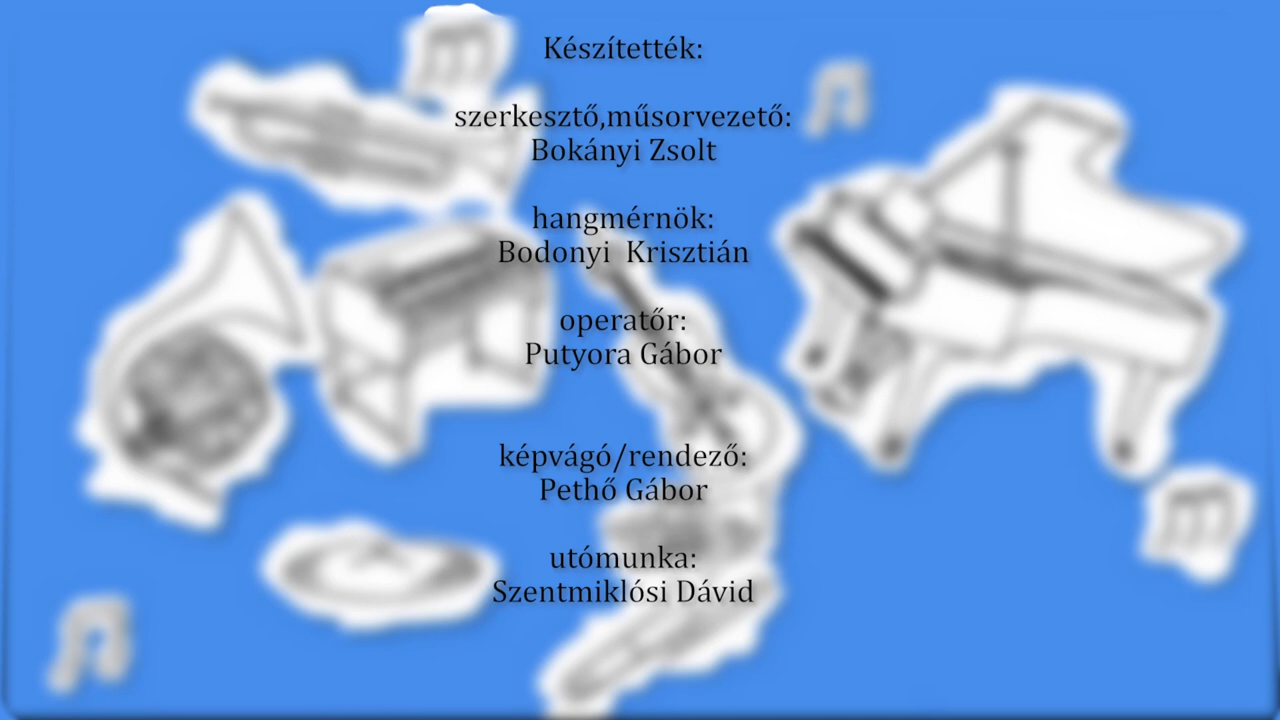 Készítették:
szerkesztő,műsorvezető:
Bokányi Zsolt
hangmérnök:
Bodonyi  Krisztián
operatőr:
Putyora Gábor
képvágó/rendező:
Pethő Gábor
utómunka:
Szentmiklósi Dávid